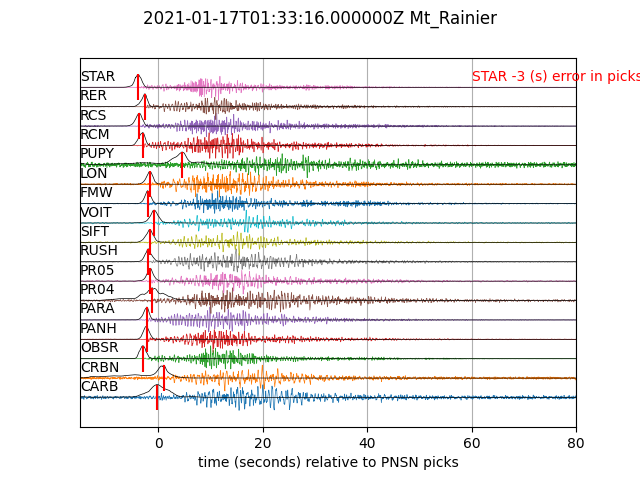 2021-01-17T01:33:16.000000Z Mt_Rainier
STAR
STAR -3 (s) error in picks
RER
RCS
RCM
PUPY
LON
FMW
VOIT
SIFT
RUSH
PR05
PR04
PARA
PANH
OBSR
CRBN
CARB
0 20 40 60 80
time (seconds) relative to PNSN picks